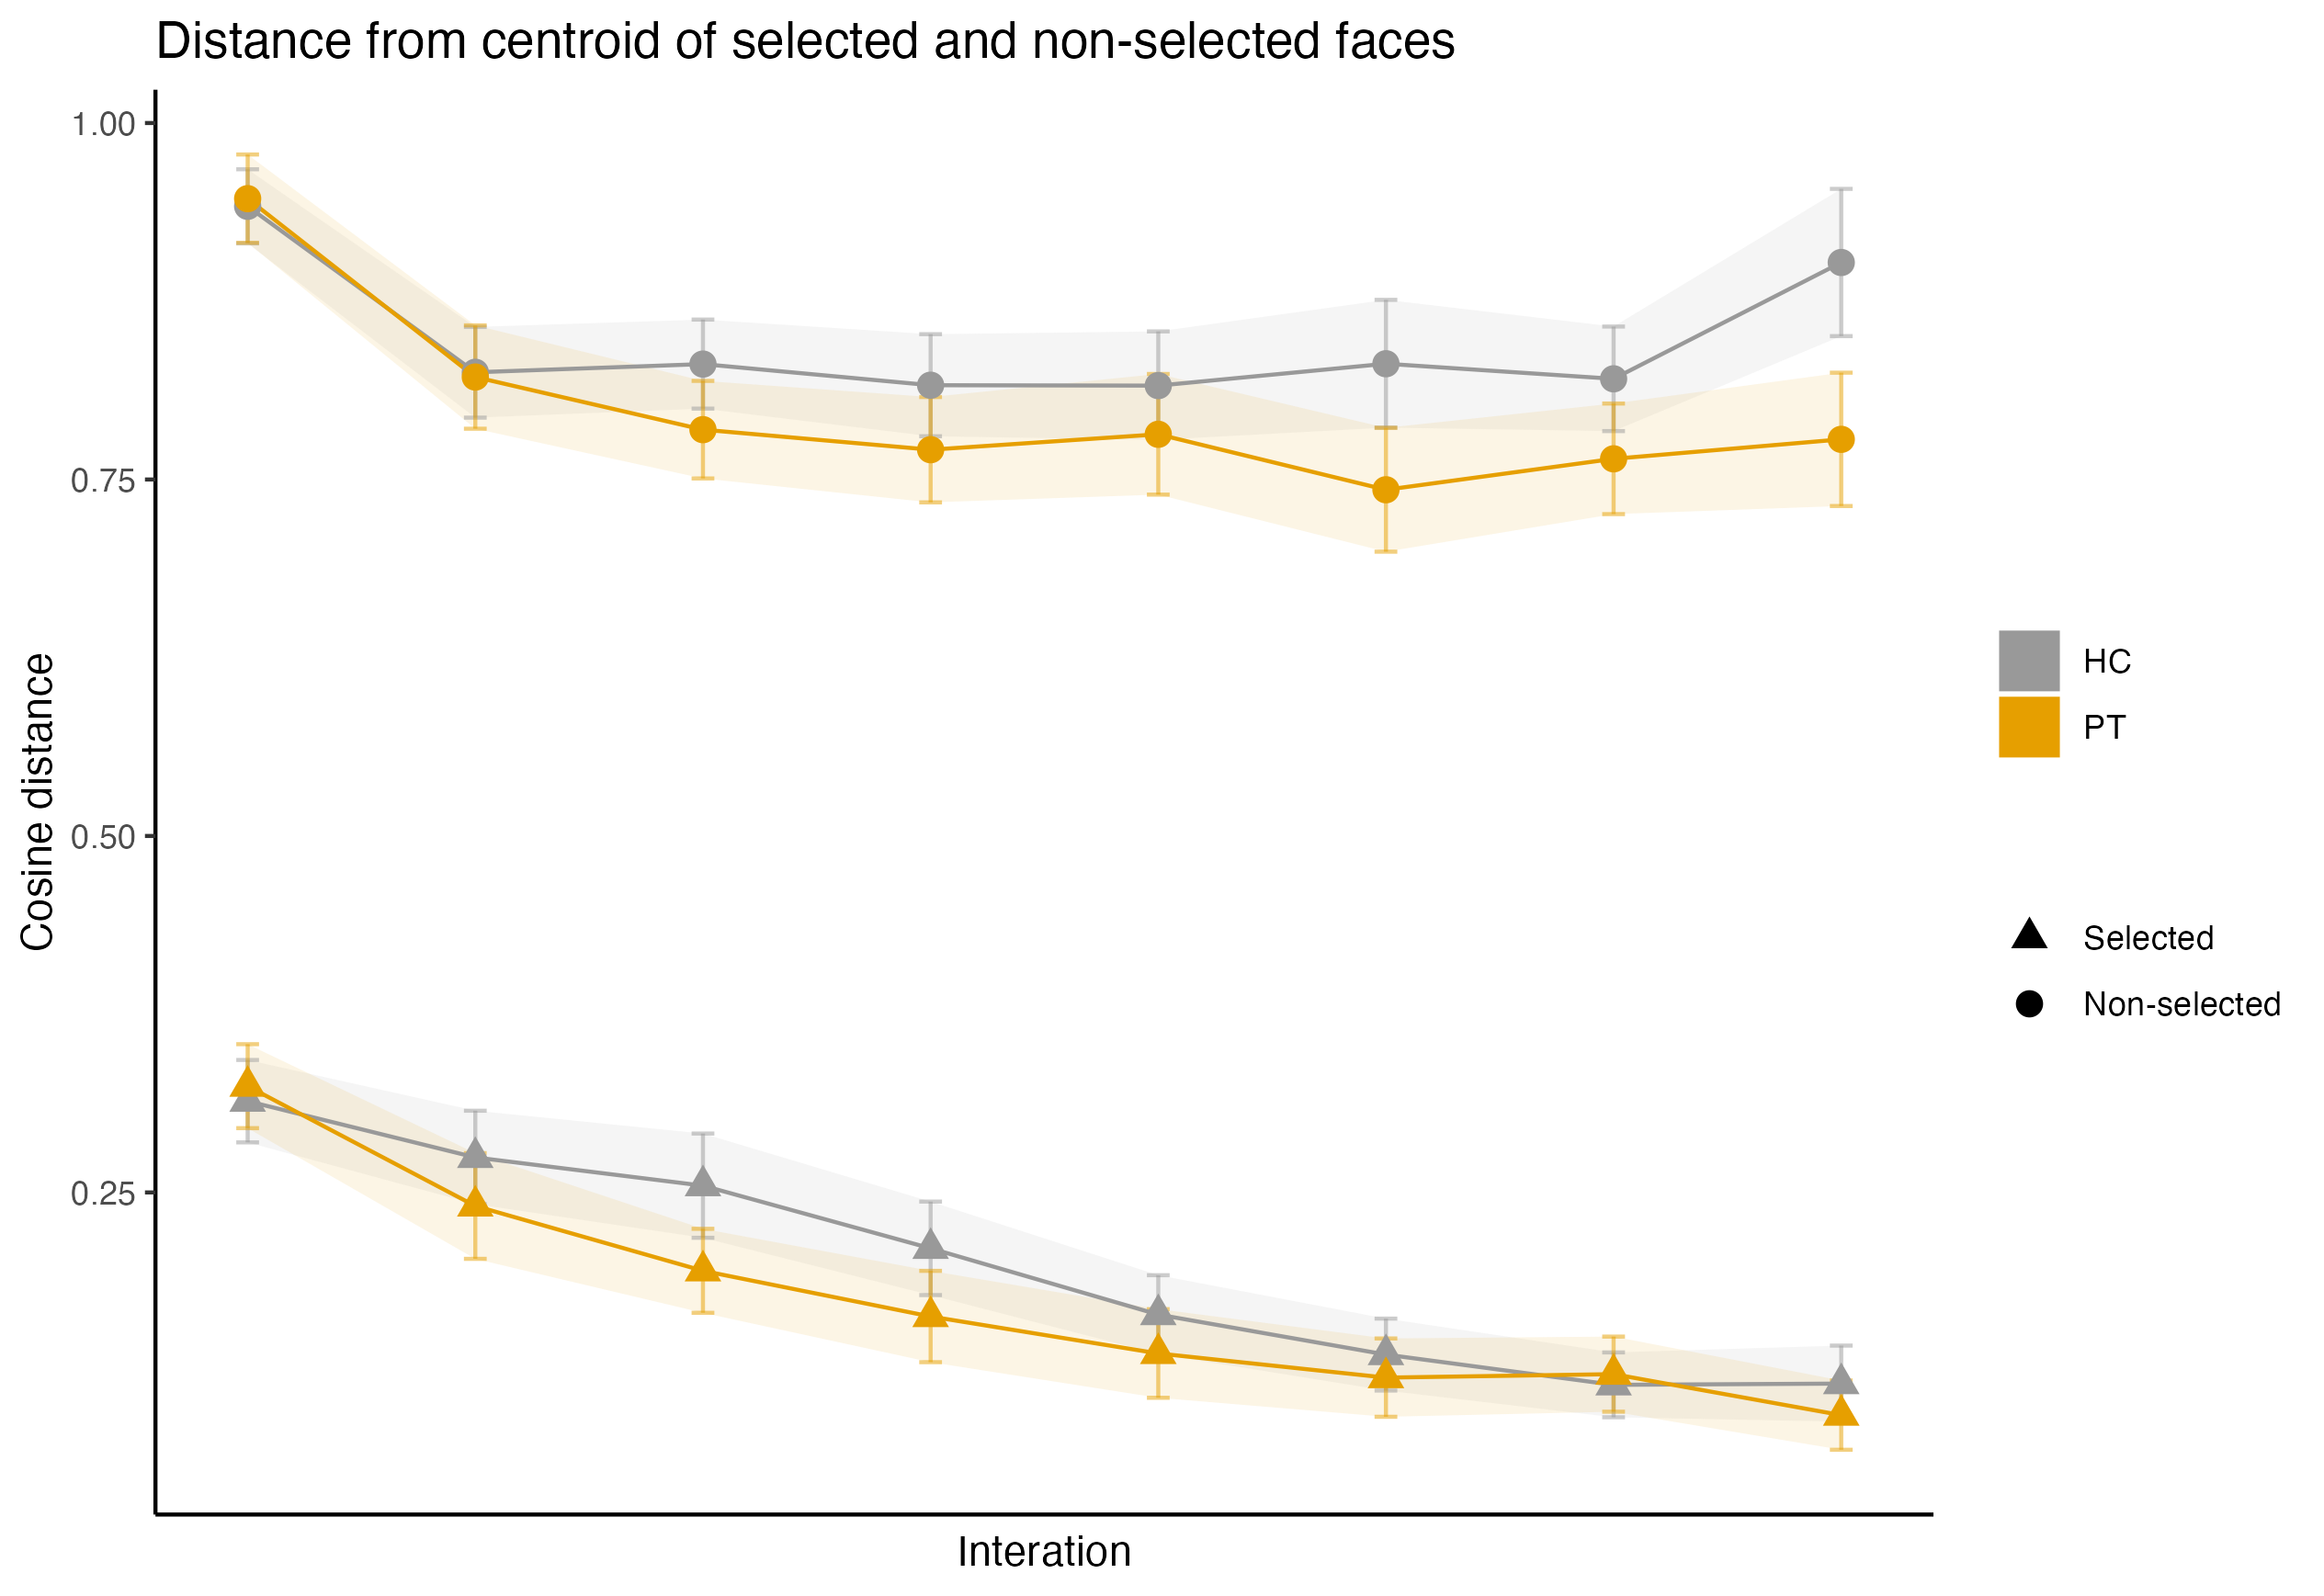 Distance from centroid of selected and non-selected faces
1.00
0.75
0.50
0.25
Cosine distance
Interation
HC
PT
Selected
Non-selected